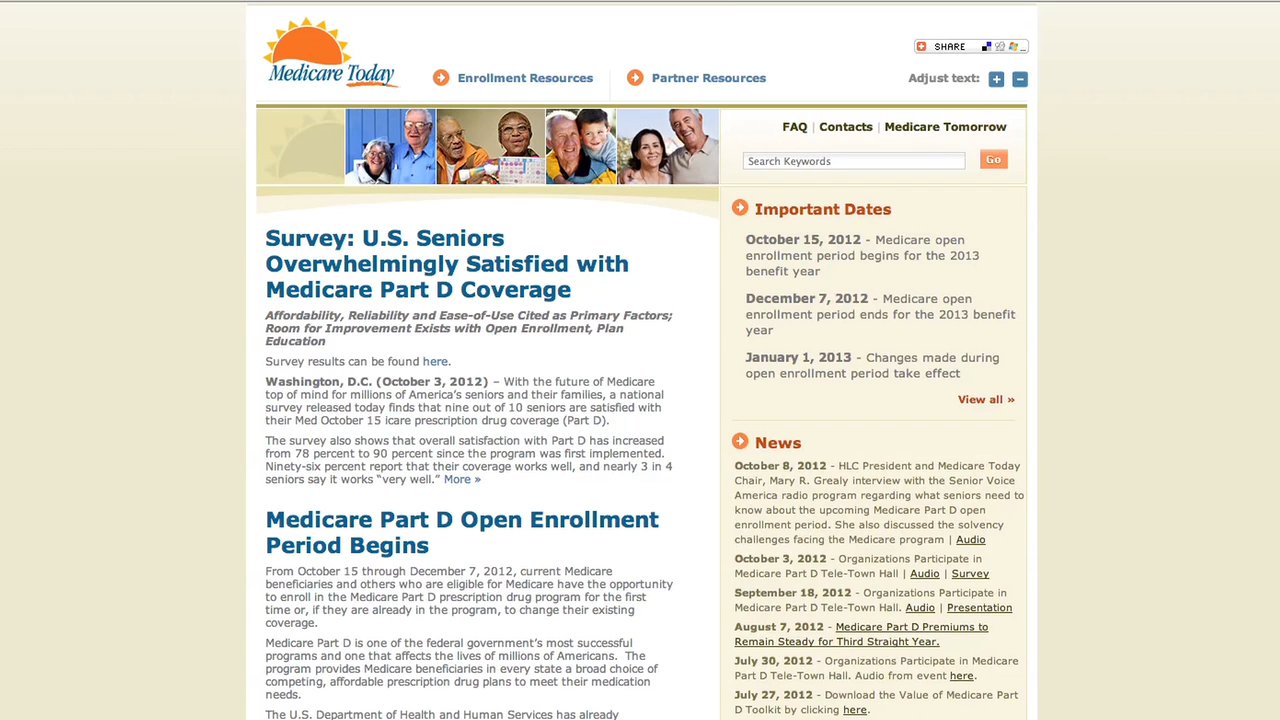 Medicare Today
Enrollment Resources
Partner Resources
SHARE
Adjust text: + −
FAQ | Contacts | Medicare Tomorrow
Search Keywords
Go
Survey: U.S. Seniors
Overwhelmingly Satisfied with
Medicare Part D Coverage
Affordability, Reliability and Ease-of-Use Cited as Primary Factors;
Room for Improvement Exists with Open Enrollment, Plan
Education
Survey results can be found here.
Washington, D.C. (October 3, 2012) – With the future of Medicare
top of mind for millions of America’s seniors and their families, a national
survey released today finds that nine out of 10 seniors are satisfied with
their Med October 15 icare prescription drug coverage (Part D).
The survey also shows that overall satisfaction with Part D has increased
from 78 percent to 90 percent since the program was first implemented.
Ninety-six percent report that their coverage works well, and nearly 3 in 4
seniors say it works “very well.” More »
Medicare Part D Open Enrollment
Period Begins
From October 15 through December 7, 2012, current Medicare
beneficiaries and others who are eligible for Medicare have the opportunity
to enroll in the Medicare Part D prescription drug program for the first
time or, if they are already in the program, to change their existing
coverage.
Medicare Part D is one of the federal government’s most successful
programs and one that affects the lives of millions of Americans.  The
program provides Medicare beneficiaries in every state a broad choice of
competing, affordable prescription drug plans to meet their medication
needs.
The U.S. Department of Health and Human Services has already
Important Dates
October 15, 2012 - Medicare open
enrollment period begins for the 2013
benefit year
December 7, 2012 - Medicare open
enrollment period ends for the 2013 benefit
year
January 1, 2013 - Changes made during
open enrollment period take effect
View all »
News
October 8, 2012 - HLC President and Medicare Today
Chair, Mary R. Grealy interview with the Senior Voice
America radio program regarding what seniors need to
know about the upcoming Medicare Part D open
enrollment period. She also discussed the solvency
challenges facing the Medicare program | Audio
October 3, 2012 - Organizations Participate in
Medicare Part D Tele-Town Hall | Audio | Survey
September 18, 2012 - Organizations Participate in
Medicare Part D Tele-Town Hall. Audio | Presentation
August 7, 2012 - Medicare Part D Premiums to
Remain Steady for Third Straight Year.
July 30, 2012 - Organizations Participate in Medicare
Part D Tele-Town Hall. Audio from event here.
July 27, 2012 - Download the Value of Medicare Part
D Toolkit by clicking here.